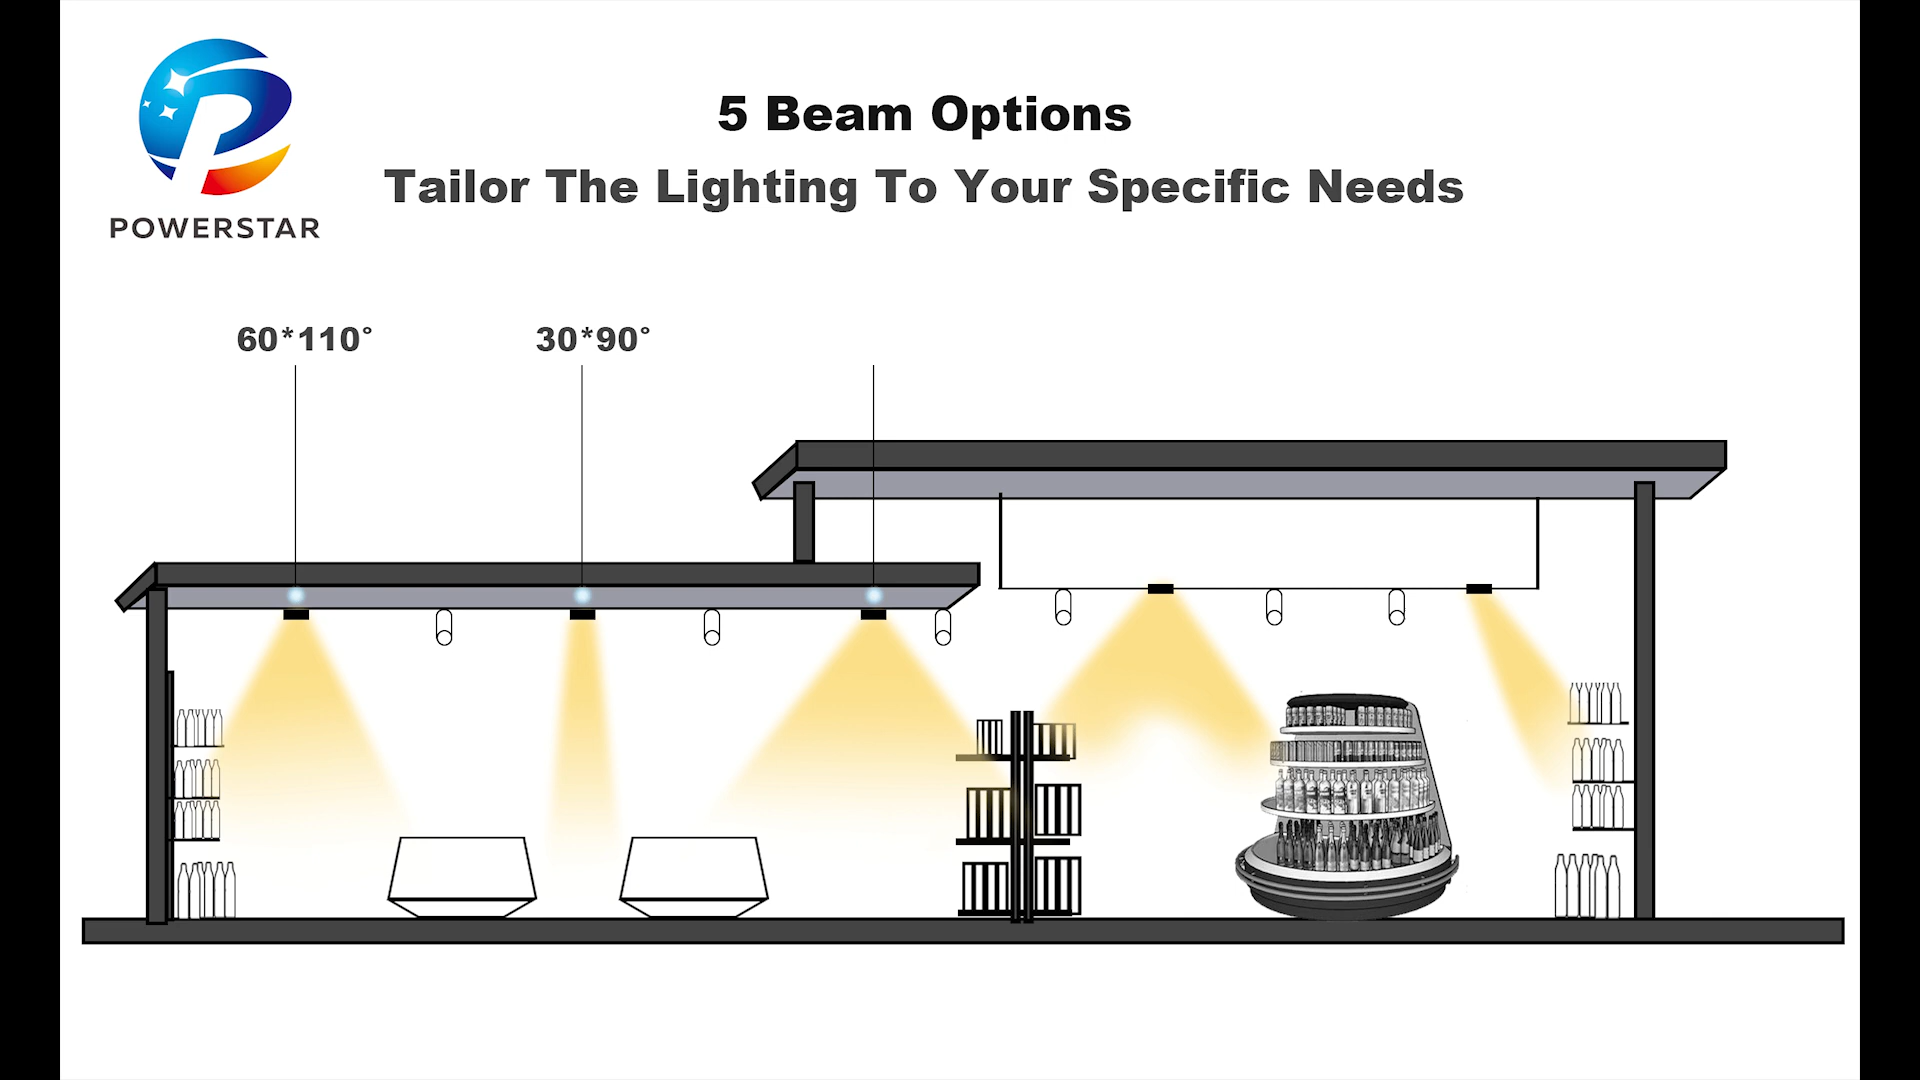 POWERSTAR
5 Beam Options
Tailor The Lighting To Your Specific Needs
60*110°
30*90°